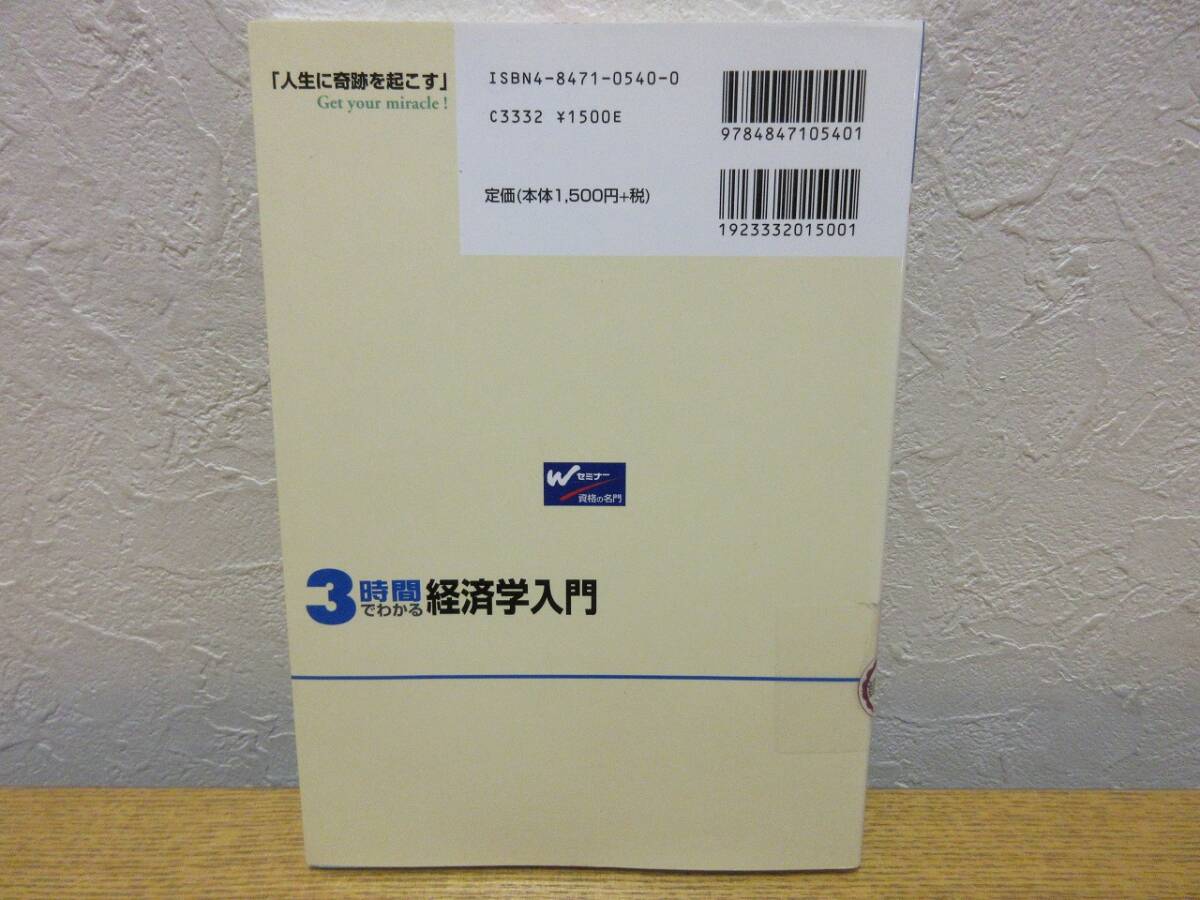 「人生に奇跡を起こす」
Get your miracle !
ISBN4-8471-0540-0
C3332 ¥1500E
定価(本体1,500円+税)
9784847105401
1923332015001
Wセミナー
資格の名門
3時間でわかる経済学入門